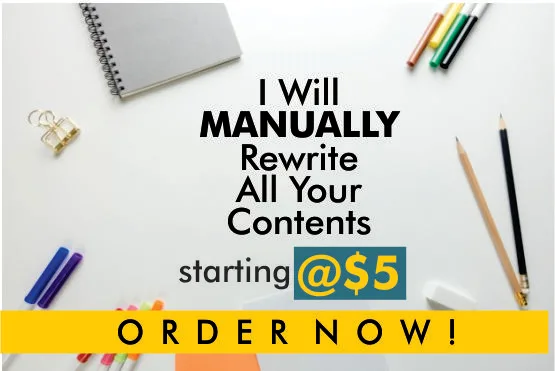 I Will
MANUALLY
Rewrite
All Your
Contents
starting @$5
ORDER NOW!